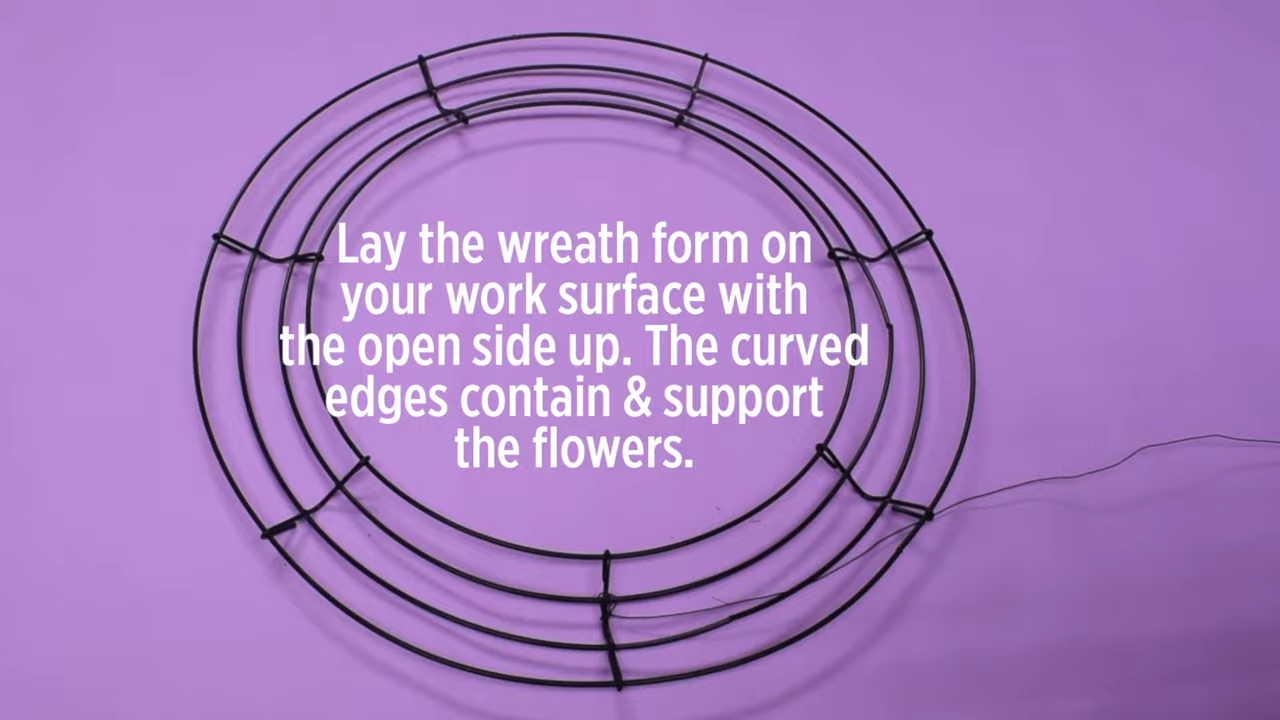 Lay the wreath form on
your work surface with
the open side up. The curved
edges contain & support
the flowers.